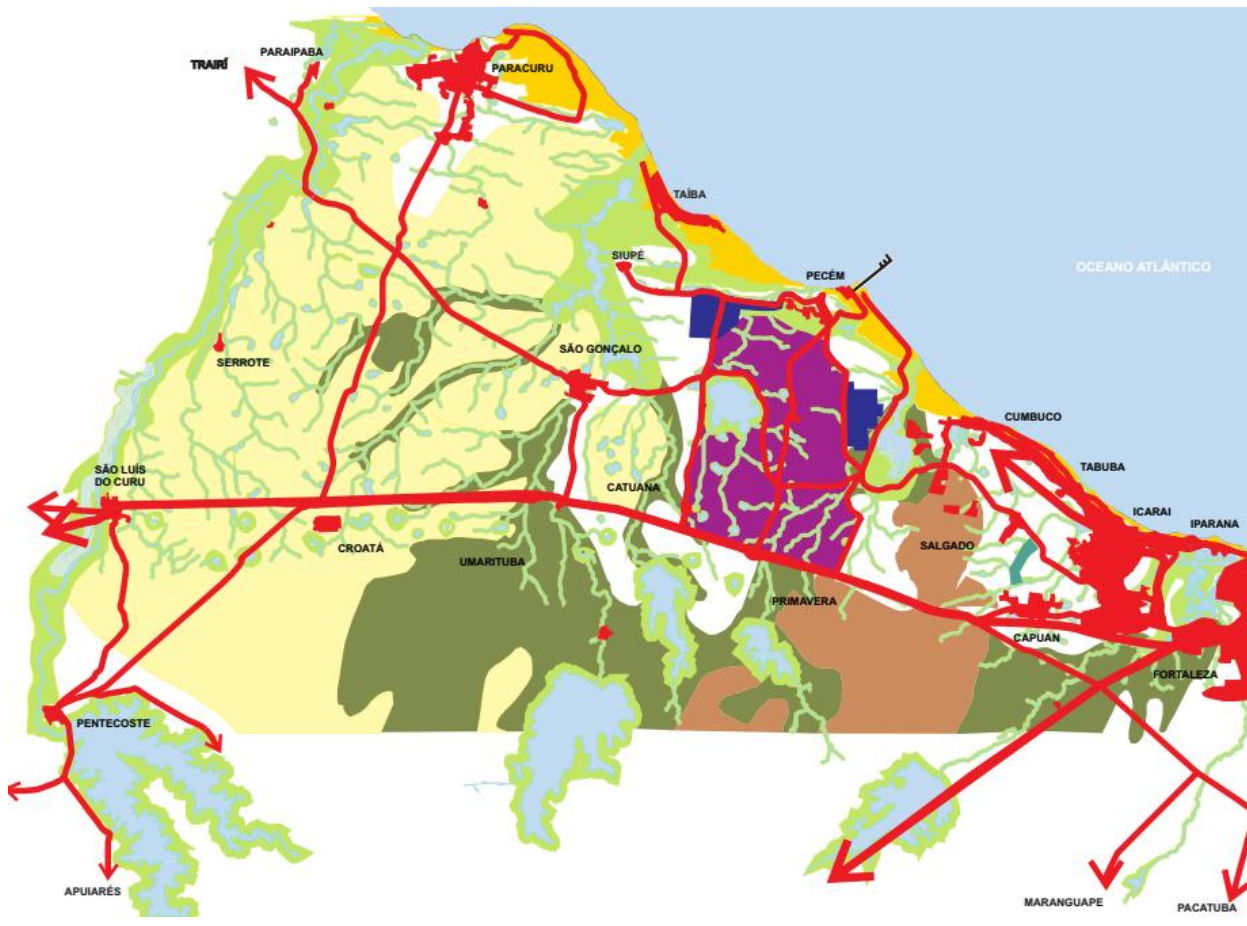 PARAIPABA
TRAIRÍ
PARACURU
TAÍBA
SIUPÉ
PECÉM
OCEANO ATLÂNTICO
SÃO GONÇALO
SERROTE
CUMBUCO
SÃO LUÍS
DO CURU
CATUANA
TABUBA
ICARAI
IPARANA
CROATÁ
SALGADO
UMARITUBA
PRIMAVERA
CAPUAN
FORTALEZA
PENTECOSTE
APUIARÉS
MARANGUAPE
PACATUBA